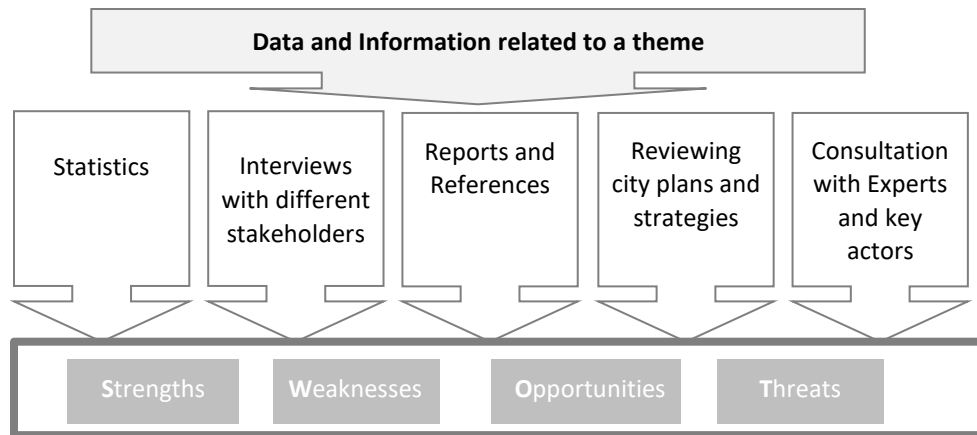 Data and Information related to a theme
Statistics
Interviews
with different
stakeholders
Reports and
References
Reviewing
city plans and
strategies
Consultation
with Experts
and key
actors
Strengths
Weaknesses
Opportunities
Threats